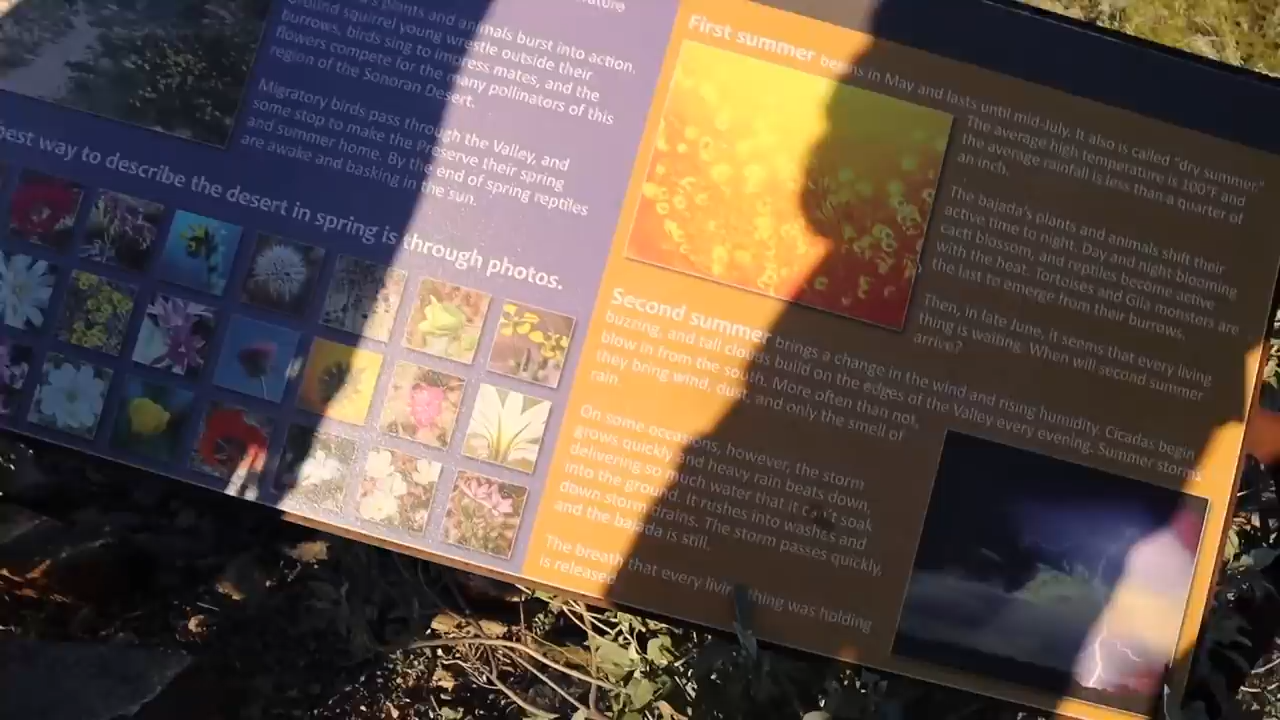 plants and animals burst into action.
Ground squirrel young wrestle outside their
burrows, birds sing to impress mates, and the
flowers compete for the many pollinators of this
region of the Sonoran Desert.
Migratory birds pass through the Valley, and
some stop to make the Preserve their spring
and summer home. By the end of spring reptiles
are awake and basking in the sun.
best way to describe the desert in spring is through photos.
First summer begins in May and lasts until mid-July. It also is called "dry summer."
The average high temperature is 100°F and
the average rainfall is less than a quarter of
an inch.
The bajada's plants and animals shift their
active time to night. Day and night blooming
cacti blossom, and reptiles become active
with the heat. Tortoises and Gila monsters are
the last to emerge from their burrows.
Then, in late June, it seems that every living
thing is waiting. When will second summer
arrive?
Second summer brings a change in the wind and rising humidity. Cicadas begin
buzzing, and tall clouds build on the edges of the Valley every evening. Summer storms
blow in from the south. More often than not,
they bring wind, dust, and only the smell of
rain.
On some occasions, however, the storm
grows quickly and heavy rain beats down,
delivering so much water that it can't soak
into the ground. It rushes into washes and
down storm drains. The storm passes quickly,
and the bajada is still.
The breath that every living thing was holding
is released